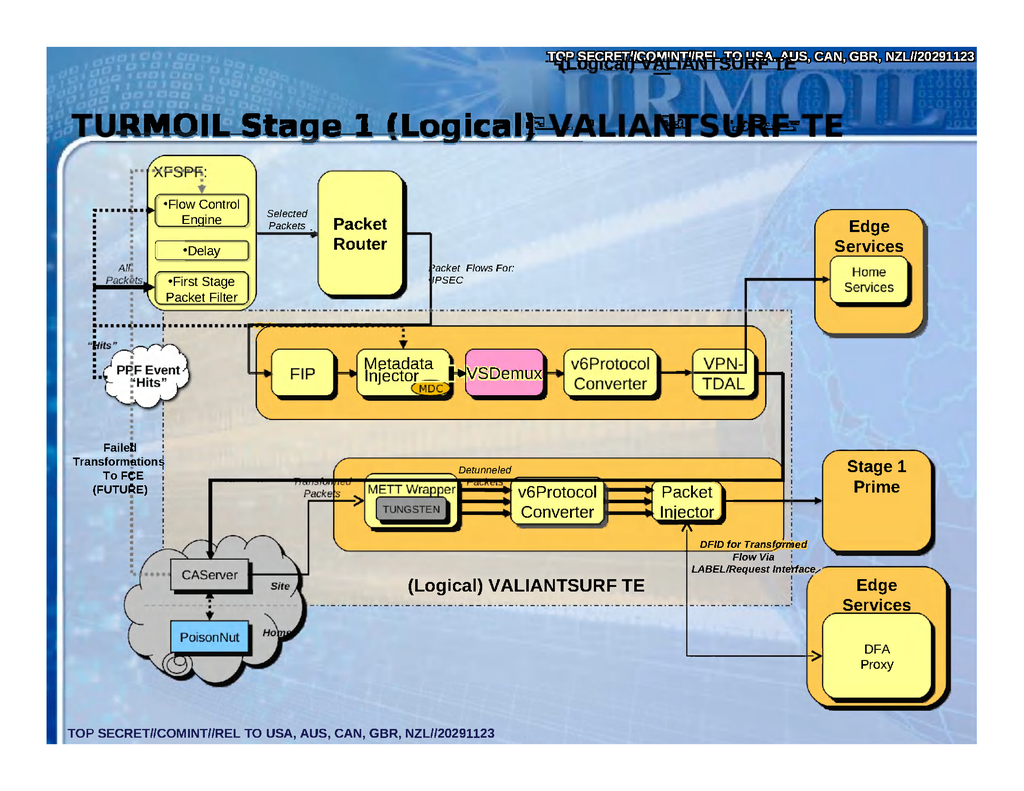 TOP SECRET//COMINT//REL TO USA, AUS, CAN, GBR, NZL//20291123
(Logical) VALIANTSURF TE
TURMOIL
TURMOIL Stage 1 (Logical) VALIANTSURF TE
XFSPF:
•Flow Control
Engine
•Delay
•First Stage
Packet Filter
Selected
Packets
Packet
Router
All
Packets
Packet Flows For:
•IPSEC
Edge
Services
Home
Services
"Hits"
PPF Event
"Hits"
FIP
Metadata
Injector
MDC
VSDemux
v6Protocol
Converter
VPN-
TDAL
Failed
Transformations
To FCE
(FUTURE)
Transformed
Packets
METT Wrapper
TUNGSTEN
Detunneled
Packets
v6Protocol
Converter
Packet
Injector
Stage 1
Prime
DFID for Transformed
Flow Via
LABEL/Request Interface
CAServer
Site
PoisonNut
Home
(Logical) VALIANTSURF TE
Edge
Services
DFA
Proxy
TOP SECRET//COMINT//REL TO USA, AUS, CAN, GBR, NZL//20291123